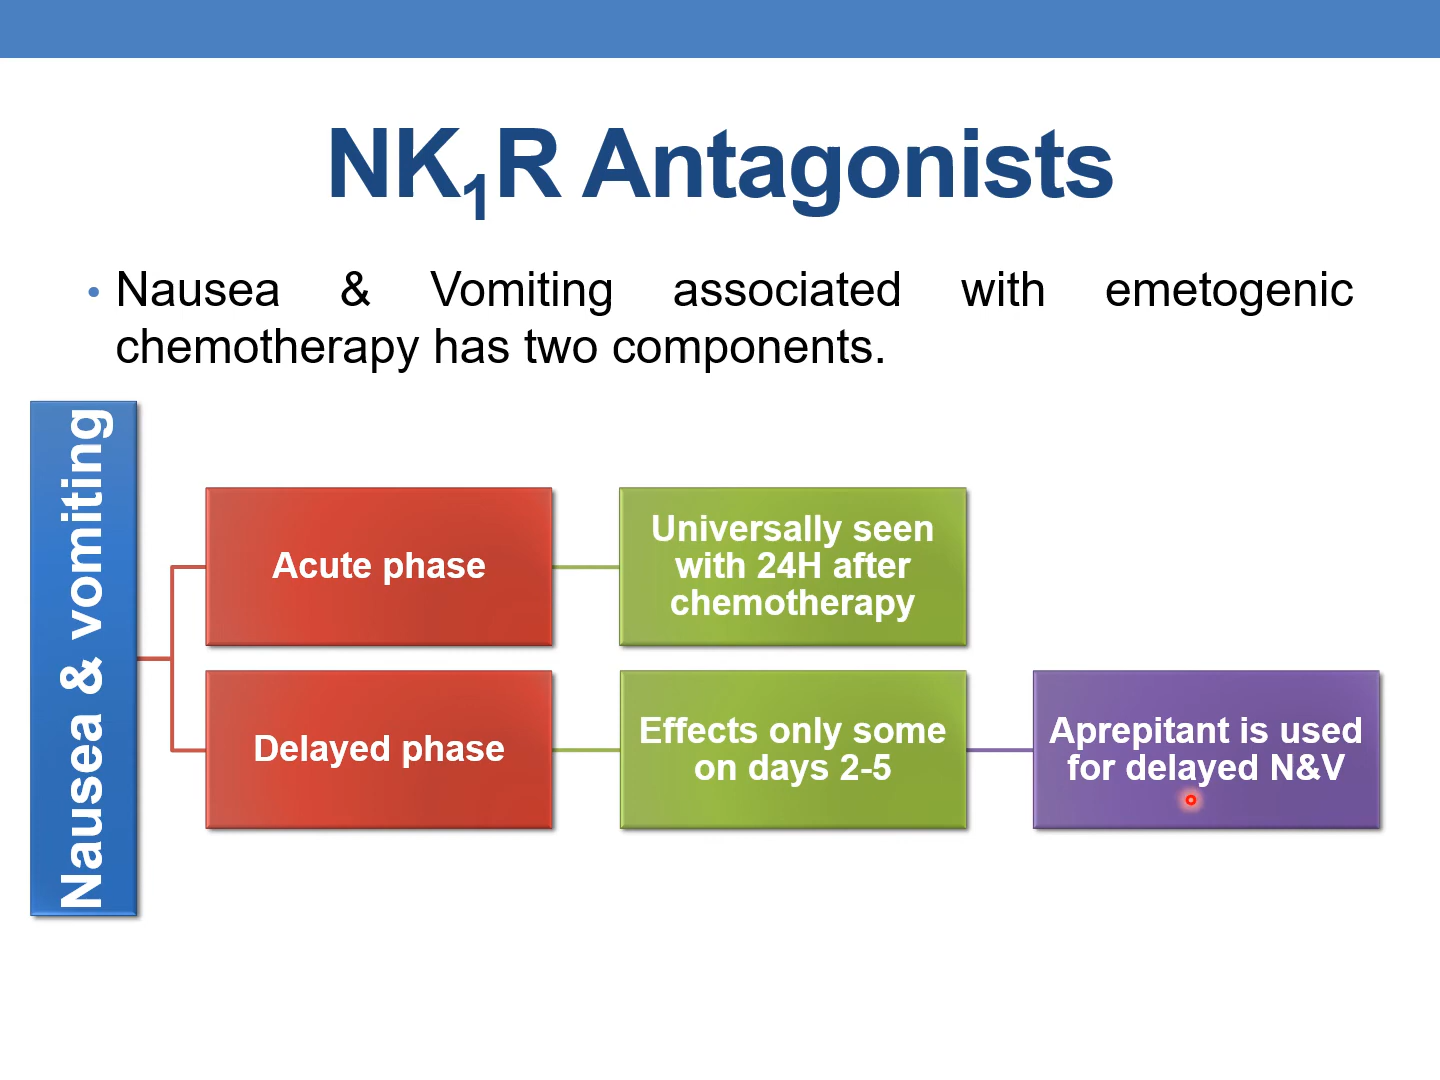 NK₁R Antagonists
• Nausea & Vomiting associated with emetogenic
chemotherapy has two components.
Nausea & vomiting
Acute phase
Universally seen
with 24H after
chemotherapy
Delayed phase
Effects only some
on days 2-5
Aprepitant is used
for delayed N&V